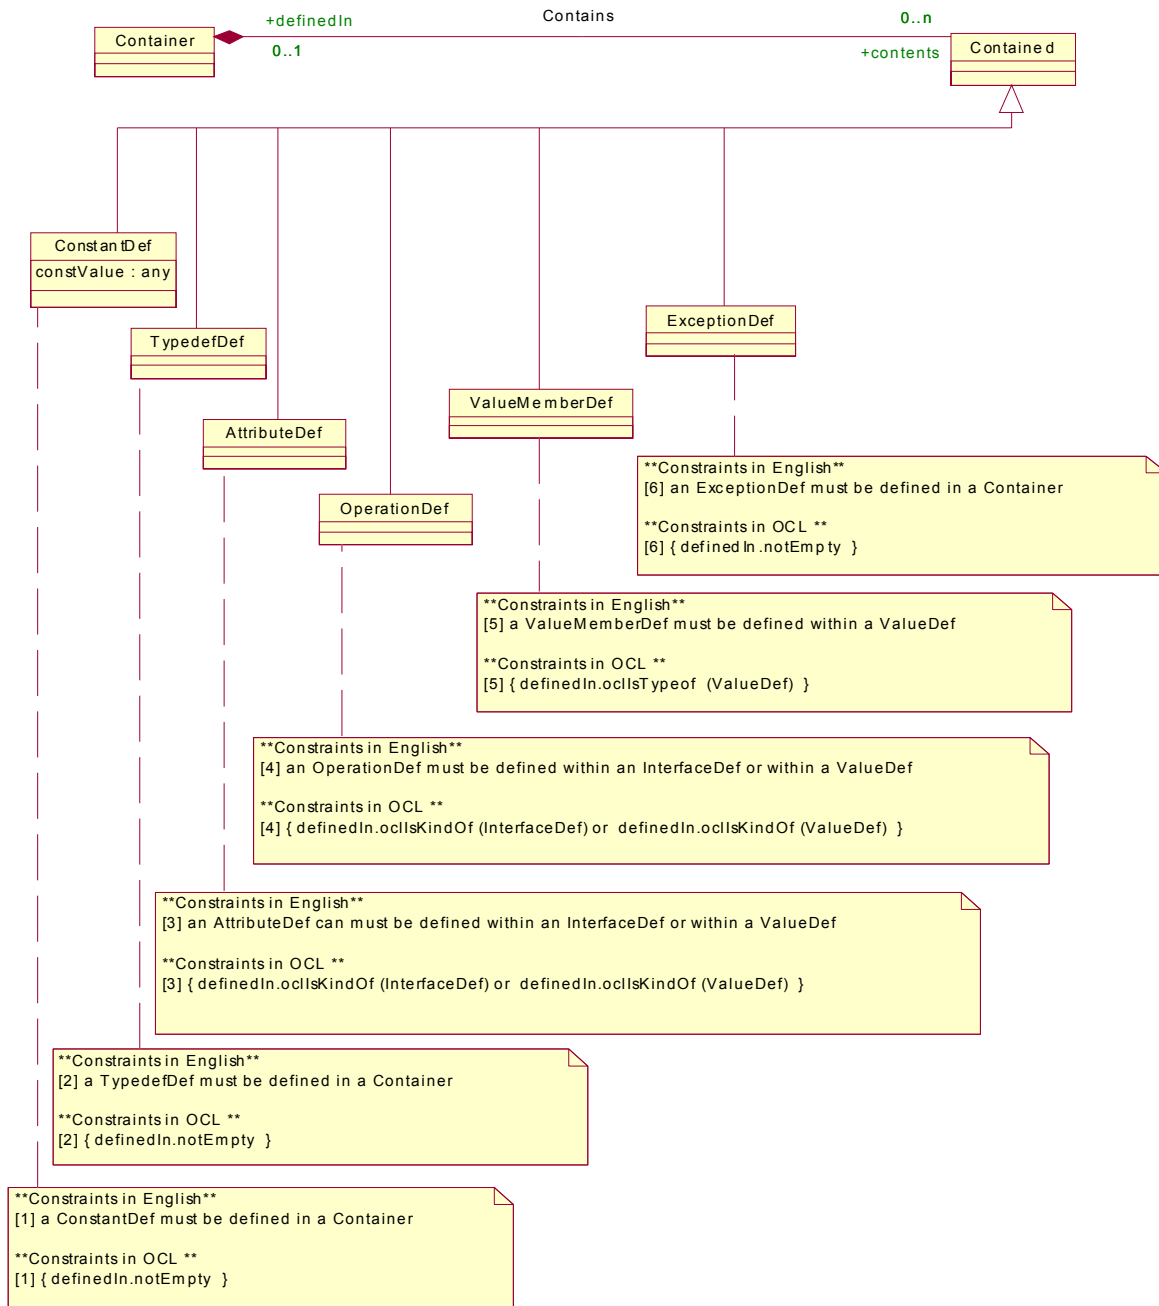 +definedIn
Contains
0..n
Container
0..1
+contents
Contained
ConstantDef
constValue : any
TypedefDef
AttributeDef
OperationDef
ValueMemberDef
ExceptionDef
**Constraints in English**
[6] an ExceptionDef must be defined in a Container
**Constraints in OCL **
[6] { definedIn.notEmpty }
**Constraints in English**
[5] a ValueMemberDef must be defined within a ValueDef
**Constraints in OCL **
[5] { definedIn.oclIsTypeof (ValueDef) }
**Constraints in English**
[4] an OperationDef must be defined within an InterfaceDef or within a ValueDef
**Constraints in OCL **
[4] { definedIn.oclIsKindOf (InterfaceDef) or definedIn.oclIsKindOf (ValueDef) }
**Constraints in English**
[3] an AttributeDef can must be defined within an InterfaceDef or within a ValueDef
**Constraints in OCL **
[3] { definedIn.oclIsKindOf (InterfaceDef) or definedIn.oclIsKindOf (ValueDef) }
**Constraints in English**
[2] a TypedefDef must be defined in a Container
**Constraints in OCL **
[2] { definedIn.notEmpty }
**Constraints in English**
[1] a ConstantDef must be defined in a Container
**Constraints in OCL **
[1] { definedIn.notEmpty }